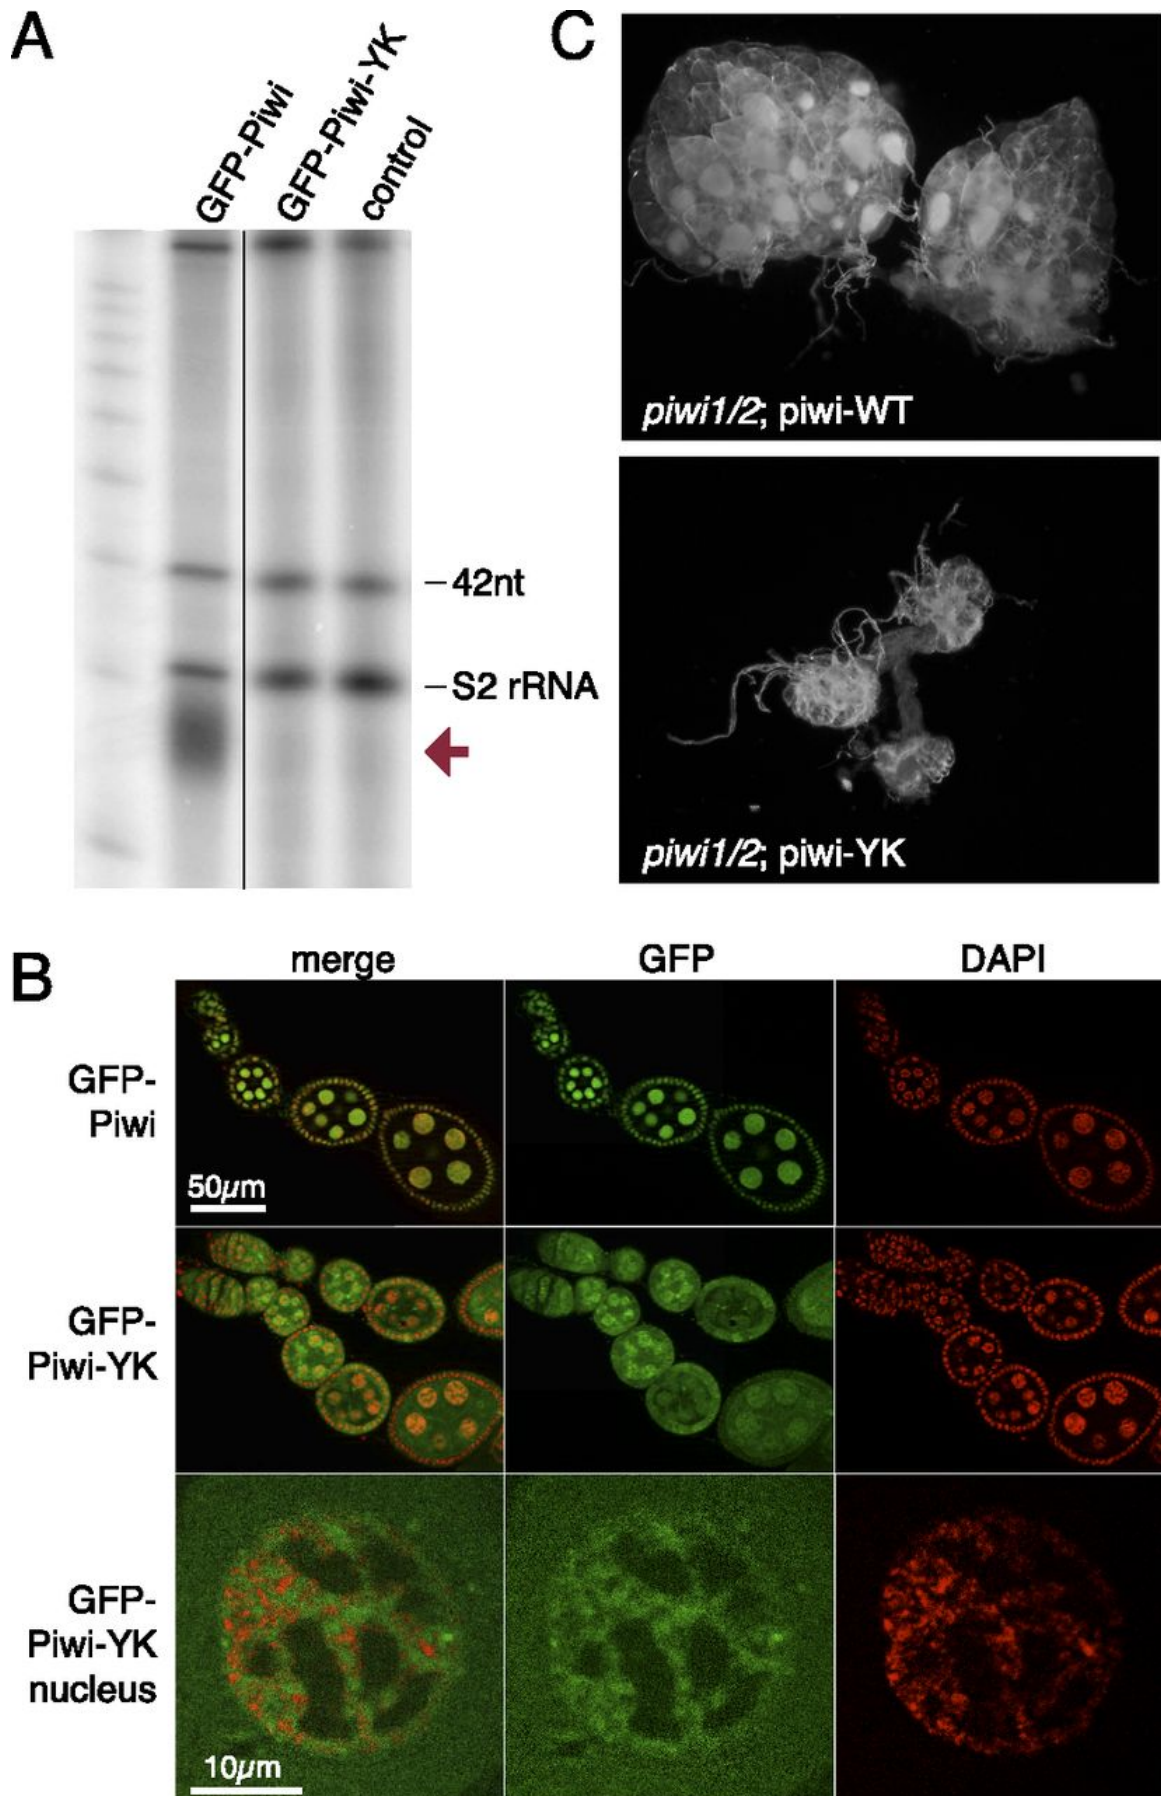 A
GFP-Piwi
GFP-Piwi-YK
control
–42nt
–S2 rRNA
C
piwi1/2; piwi-WT
piwi1/2; piwi-YK
B
merge
GFP
DAPI
GFP-
Piwi
50µm
GFP-
Piwi-YK
GFP-
Piwi-YK
nucleus
10µm